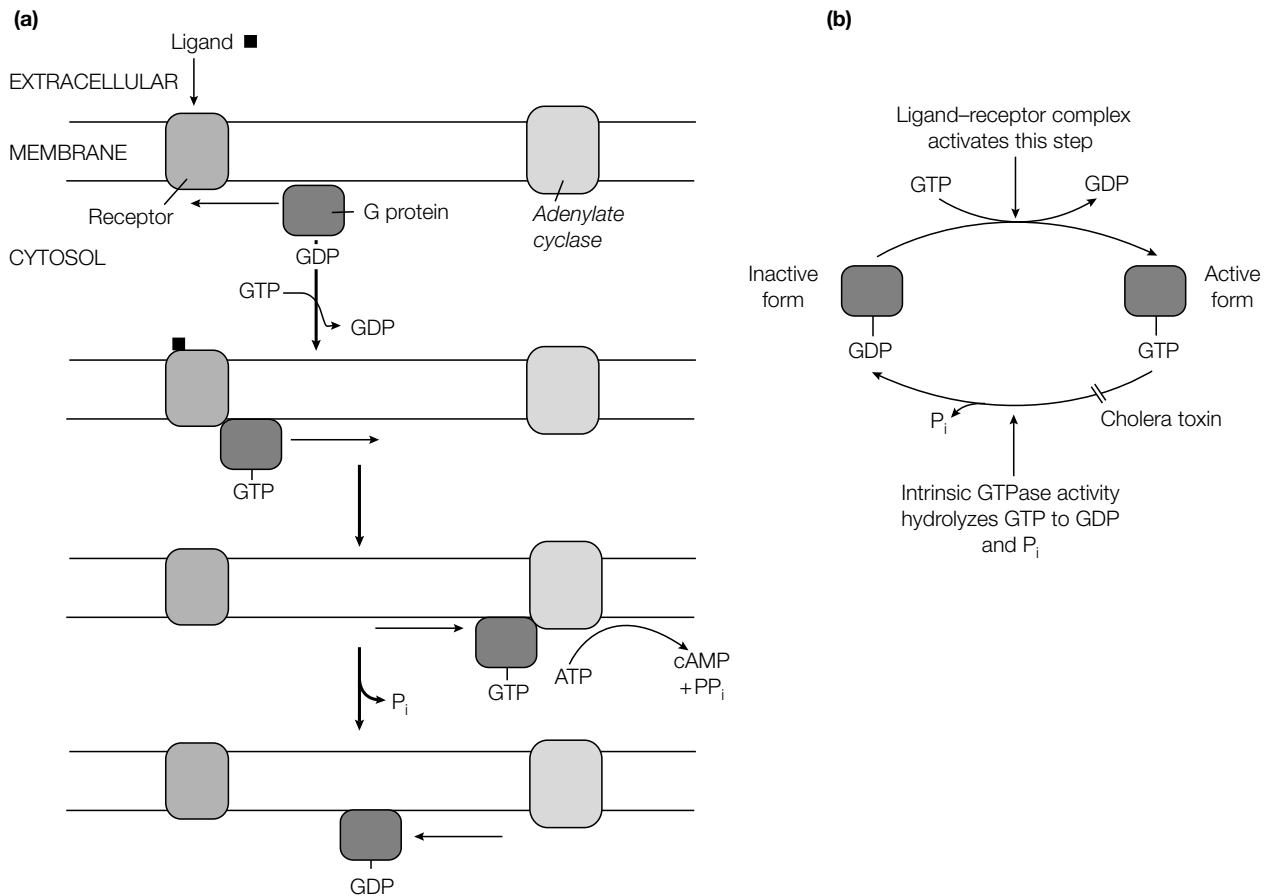 (a)
Ligand
EXTRACELLULAR
MEMBRANE
Receptor
G protein
Adenylate
cyclase
CYTOSOL
GDP
GTP
GDP
GTP
GTP
ATP
cAMP
+PPi
Pi
GDP
(b)
Ligand–receptor complex
activates this step
GTP
GDP
Inactive
form
Active
form
GDP
GTP
Pi
Cholera toxin
Intrinsic GTPase activity
hydrolyzes GTP to GDP
and Pi